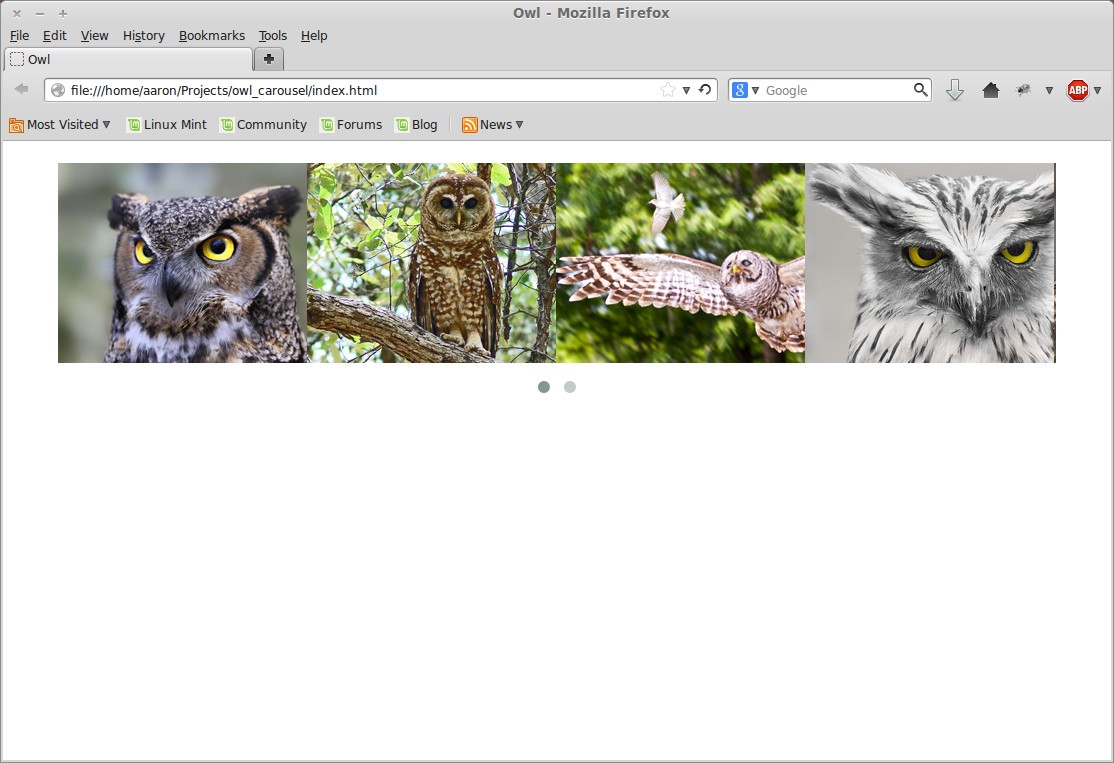 Owl - Mozilla Firefox
File Edit View History Bookmarks Tools Help
Owl
file:///home/aaron/Projects/owl_carousel/index.html 8 Google ABP
Most Visited Linux Mint Community Forums Blog News